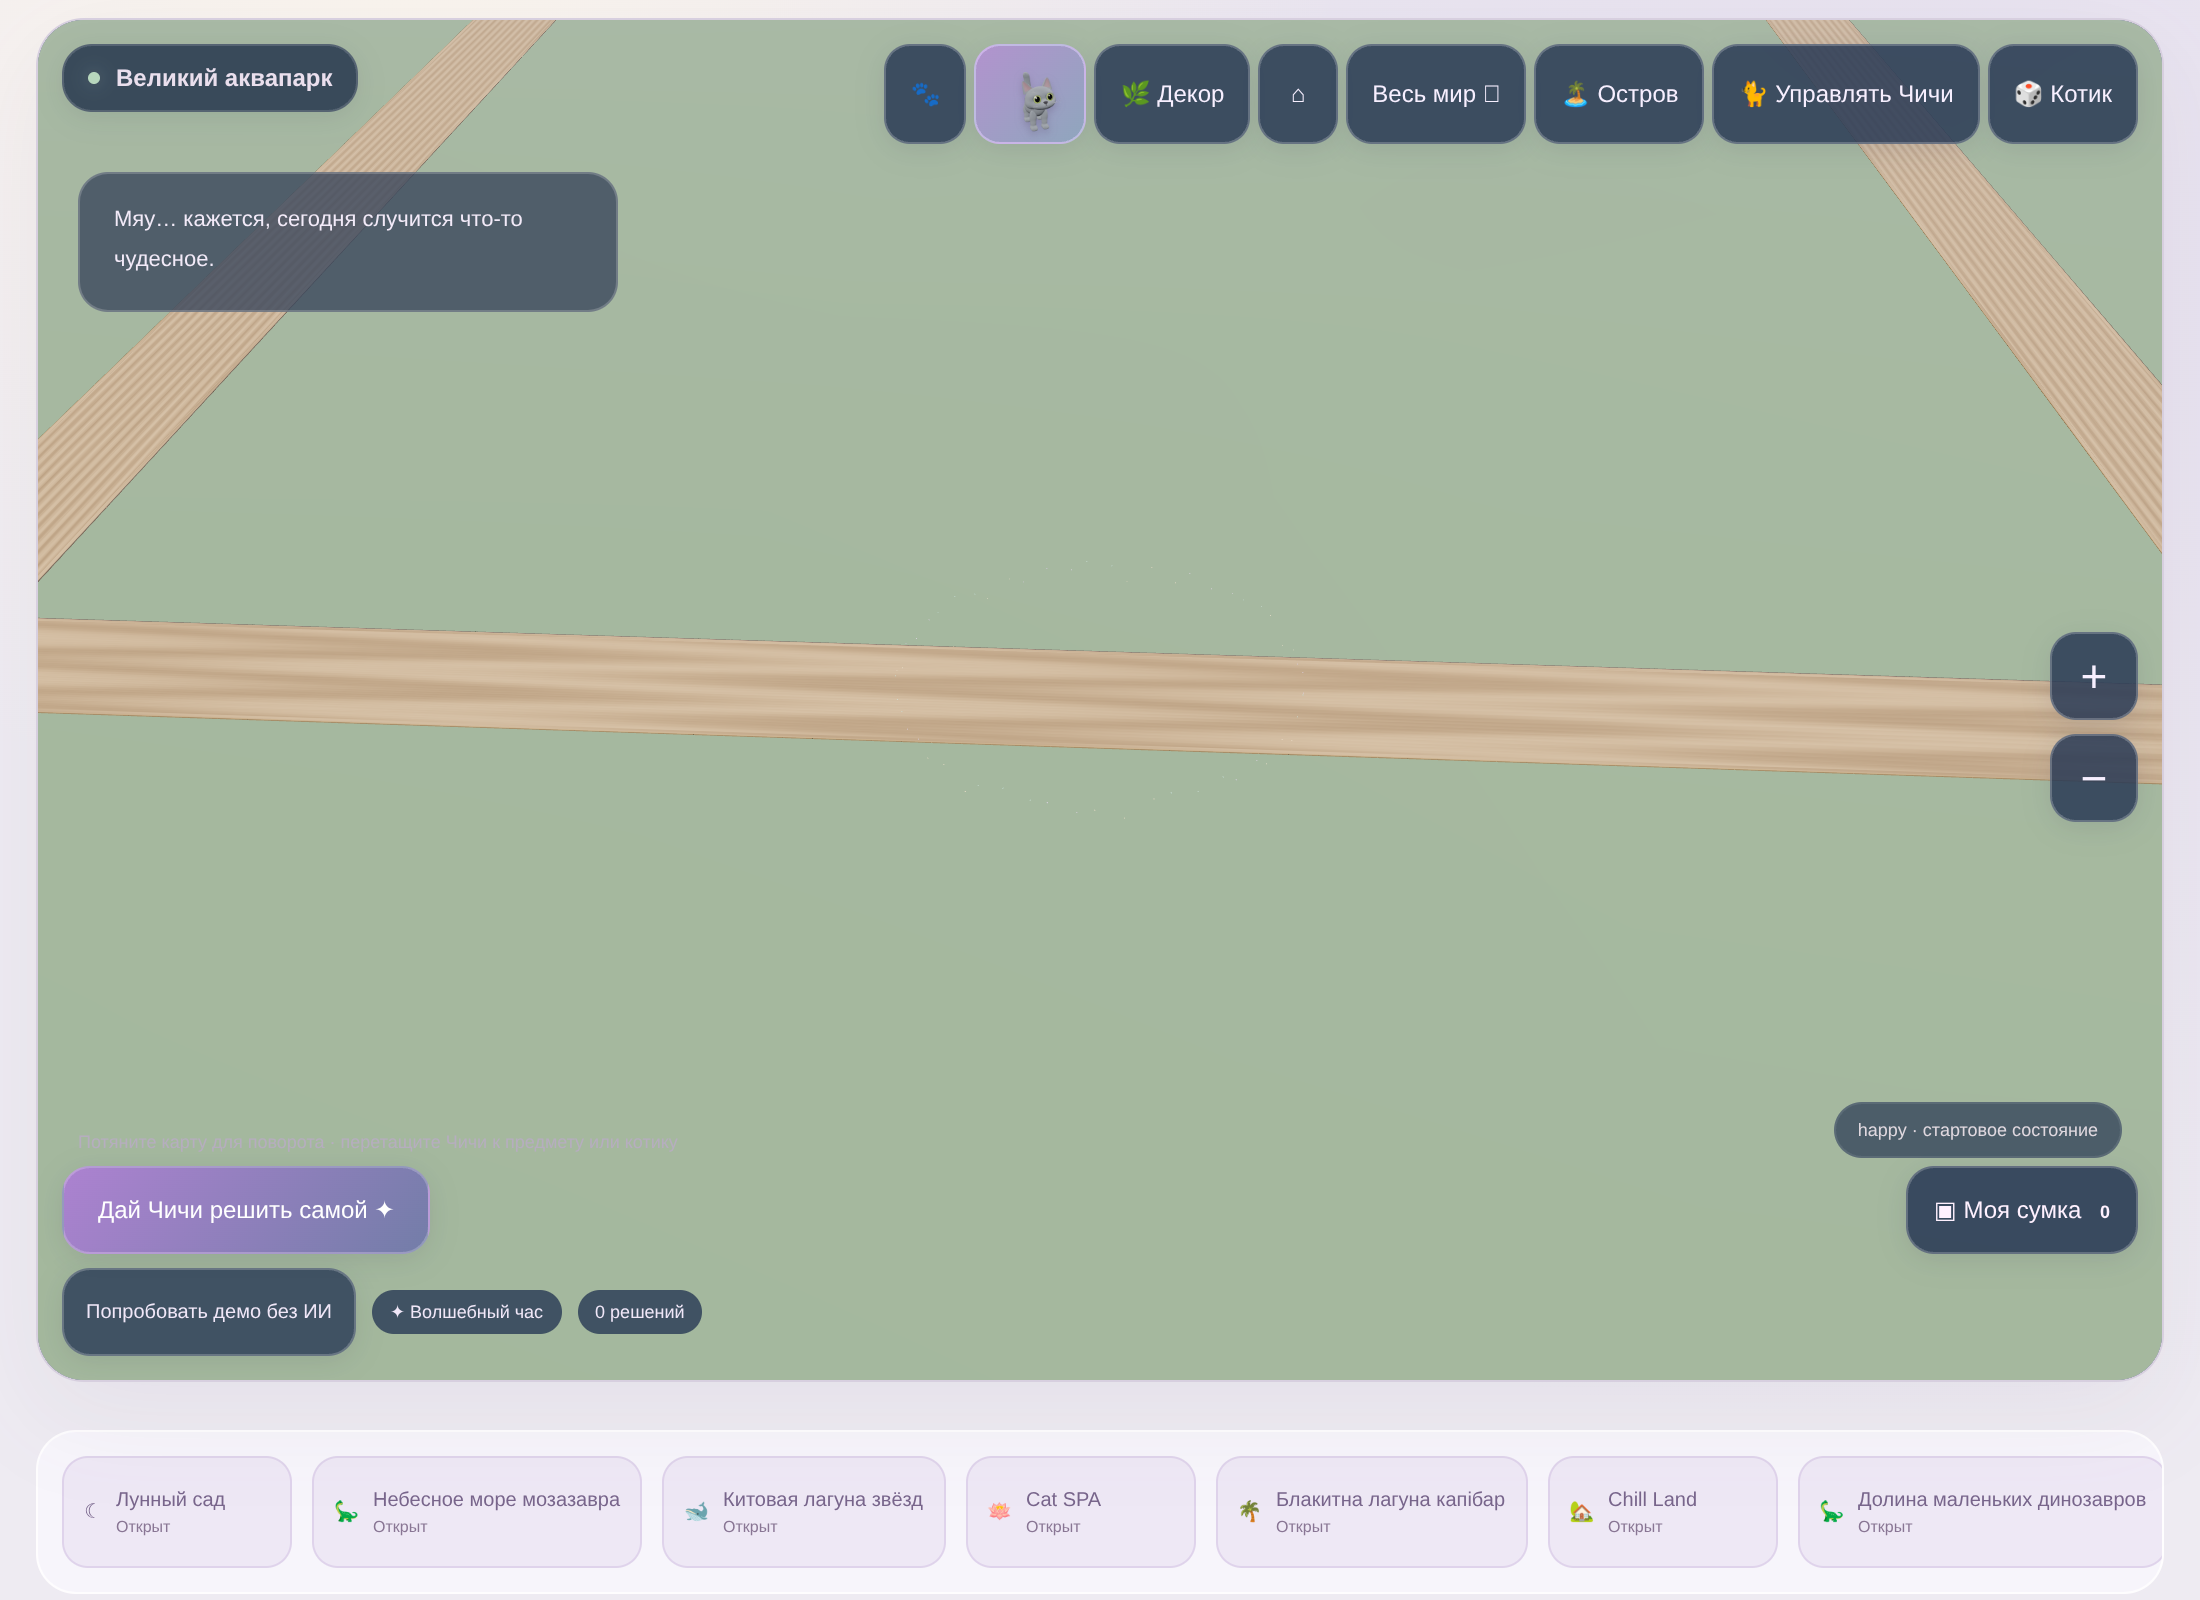 Великий аквапарк
Декор
Весь мир
Остров
Управлять Чичи
Котик
Мяу… кажется, сегодня случится что-то
чудесное.
+
−
happy · стартовое состояние
Дай Чичи решить самой ✦
Моя сумка 0
Попробовать демо без ИИ
✦ Волшебный час
0 решений
Лунный сад
Открыт
Небесное море мозазавра
Открыт
Китовая лагуна звёзд
Открыт
Cat SPA
Открыт
Блакитна лагуна капібар
Открыт
Chill Land
Открыт
Долина маленьких динозавров
Открыт